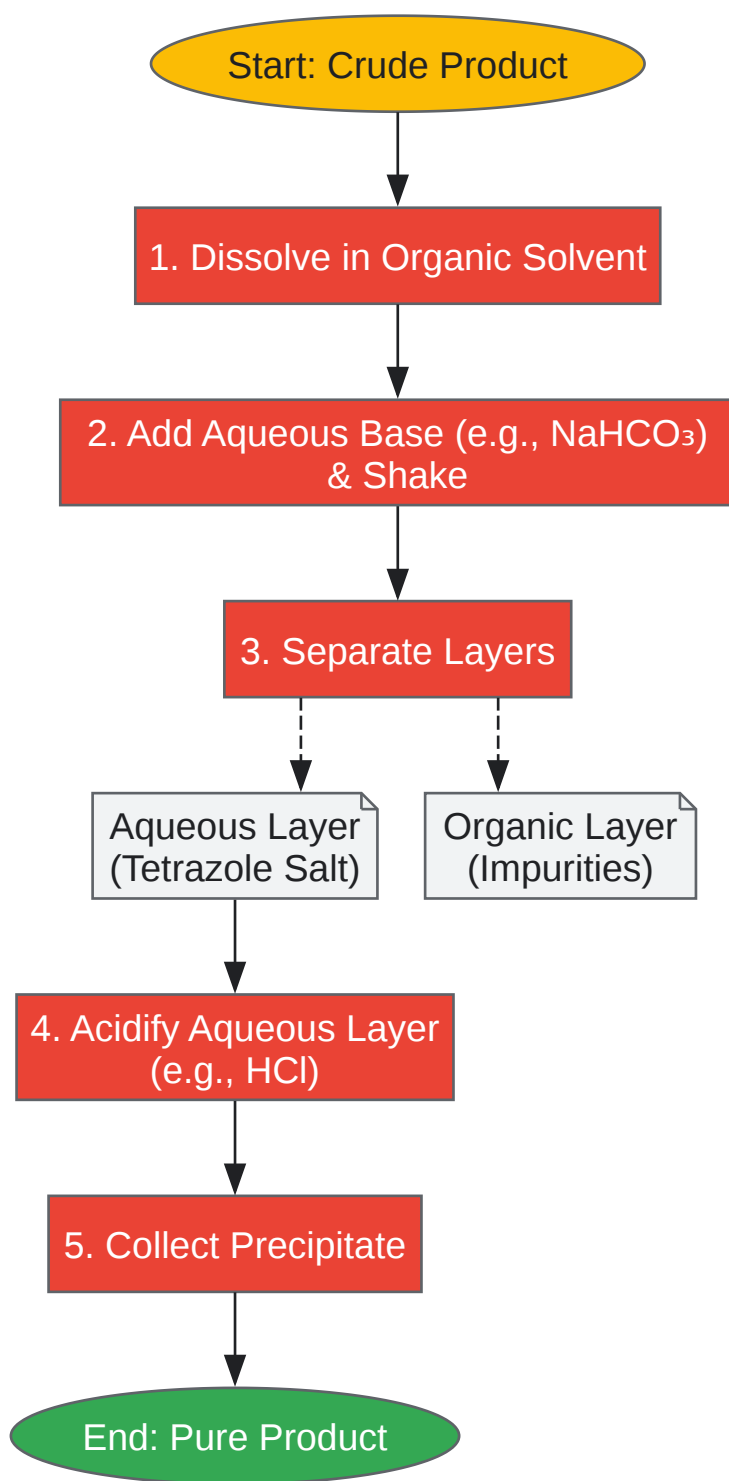 Start: Crude Product
1. Dissolve in Organic Solvent
2. Add Aqueous Base (e.g., NaHCO₃)
& Shake
3. Separate Layers
Aqueous Layer
(Tetrazole Salt)
Organic Layer
(Impurities)
4. Acidify Aqueous Layer
(e.g., HCl)
5. Collect Precipitate
End: Pure Product